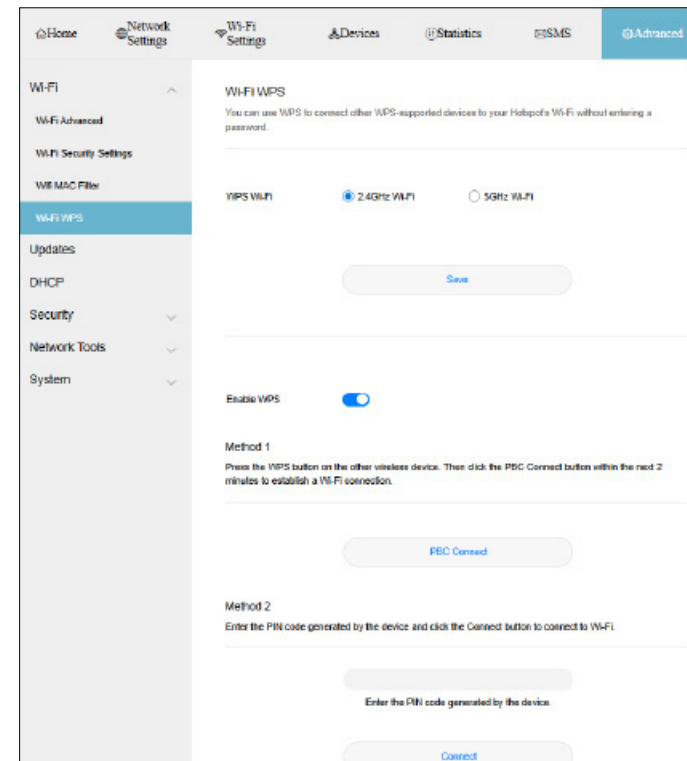 Home
Network Settings
Wi-Fi Settings
Devices
Statistics
SMS
Advanced
Wi-Fi
Wi-Fi Advanced
Wi-Fi Security Settings
Wifi MAC Filter
Wi-Fi WPS
Updates
DHCP
Security
Network Tools
System
Wi-Fi WPS
You can use WPS to connect other WPS-supported devices to your Hotspot's Wi-Fi without entering a
password.
WPS Wi-Fi
2.4GHz Wi-Fi
5GHz Wi-Fi
Save
Enable WPS
Method 1
Press the WPS button on the other wireless device. Then click the PBC Connect button within the next 2
minutes to establish a Wi-Fi connection.
PBC Connect
Method 2
Enter the PIN code generated by the device and click the Connect button to connect to Wi-Fi.
Enter the PIN code generated by the device.
Connect